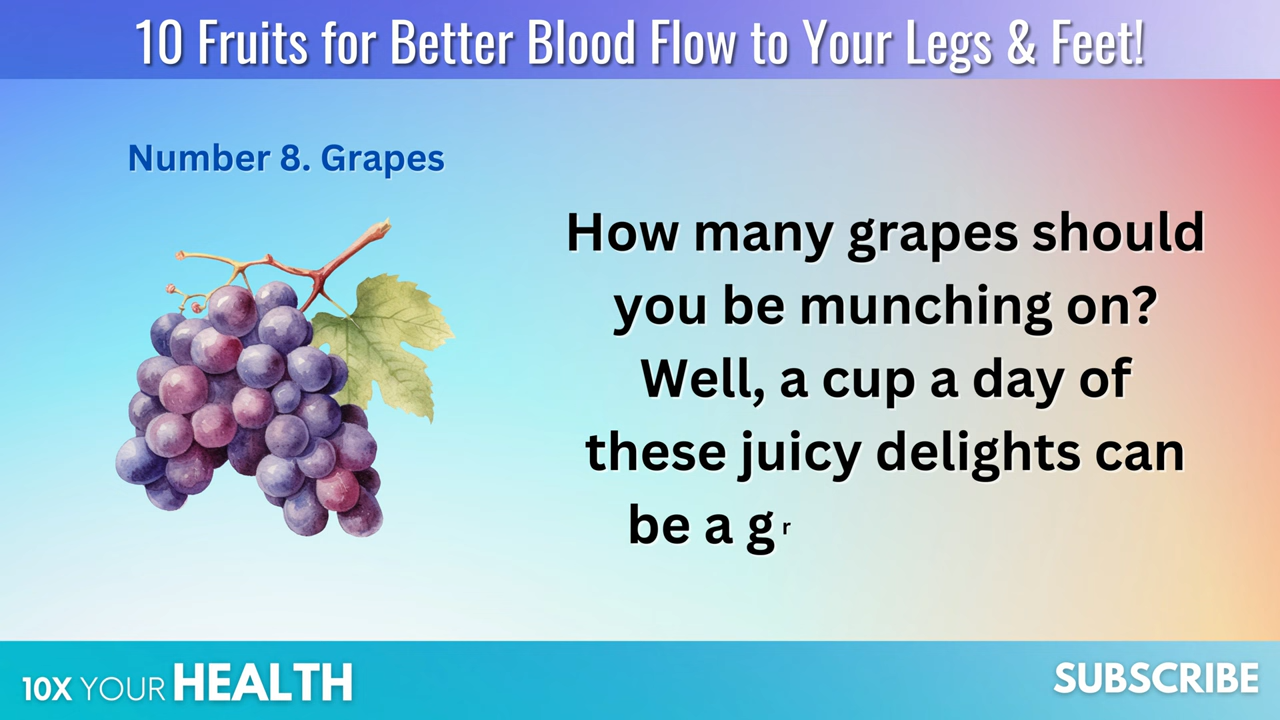 10 Fruits for Better Blood Flow to Your Legs & Feet!
Number 8. Grapes
How many grapes should
you be munching on?
Well, a cup a day of
these juicy delights can
be a gr
10X YOUR HEALTH
SUBSCRIBE